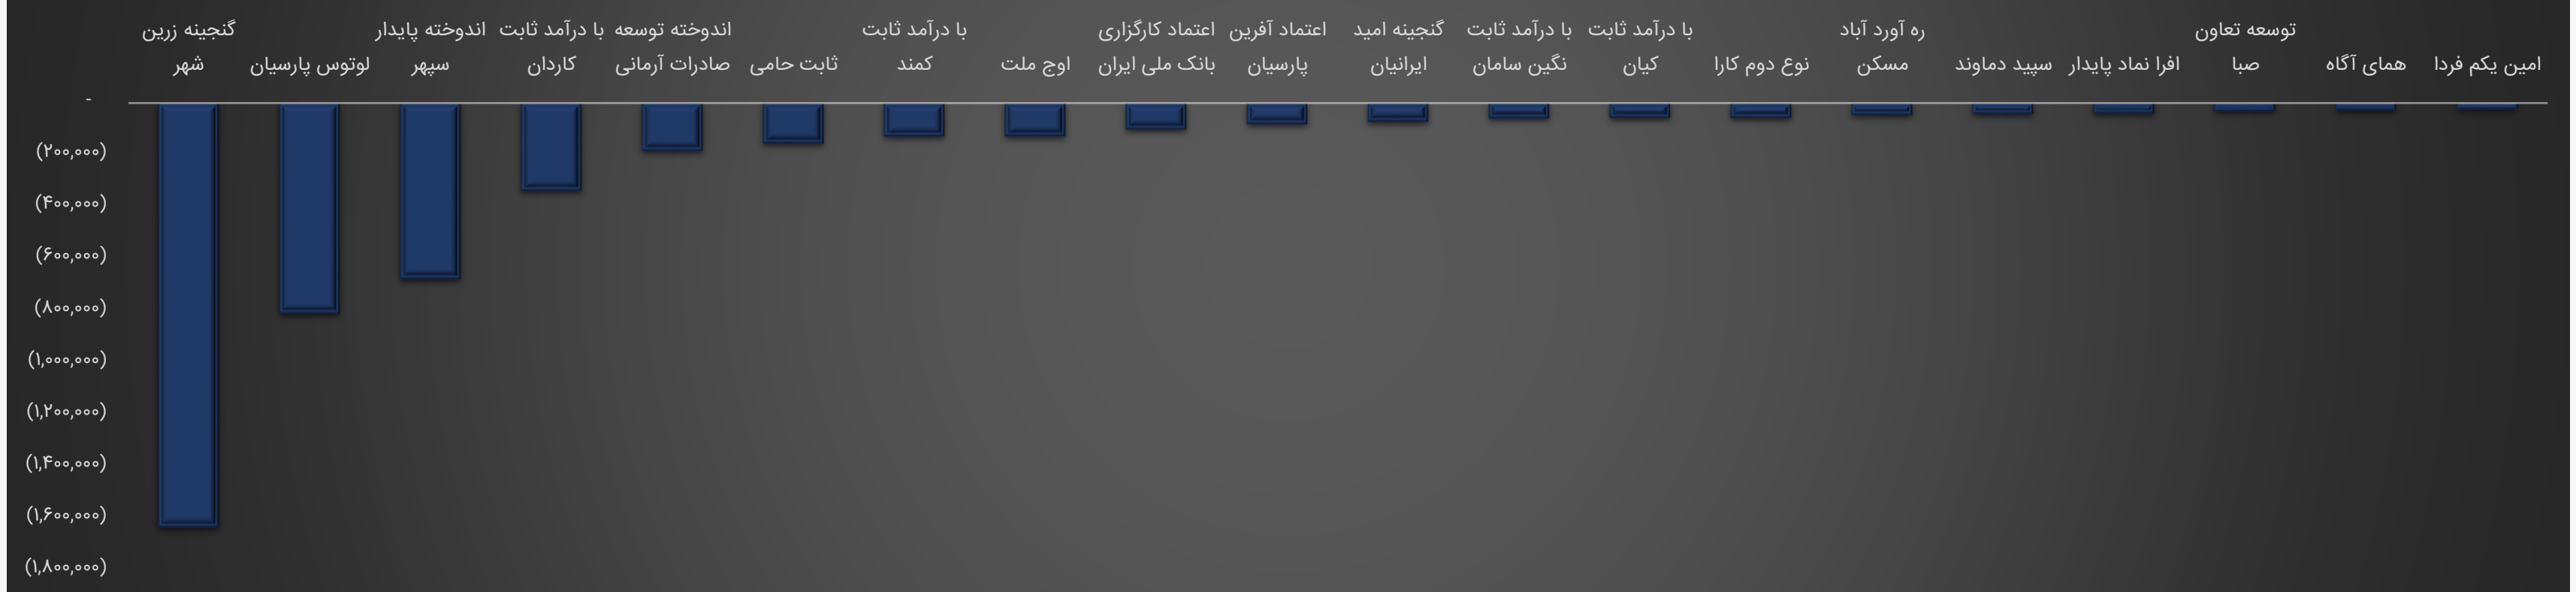 گنجینه زرین
شهر
لوتوس پارسیان
اندوخته پایدار
سپهر
با درآمد ثابت
کاردان
اندوخته توسعه
صادرات آرمانی
ثابت حامی
با درآمد ثابت
کمند
اوج ملت
اعتماد کارگزاری
بانک ملی ایران
اعتماد آفرین
پارسیان
گنجینه امید
ایرانیان
با درآمد ثابت
نگین سامان
با درآمد ثابت
کیان
نوع دوم کارا
ره آورد آباد
مسکن
سپید دماوند
افرا نماد پایدار
توسعه تعاون
صبا
همای آگاه
امین یکم فردا
-
(۲۰۰,۰۰۰)
(۴۰۰,۰۰۰)
(۶۰۰,۰۰۰)
(۸۰۰,۰۰۰)
(۱,۰۰۰,۰۰۰)
(۱,۲۰۰,۰۰۰)
(۱,۴۰۰,۰۰۰)
(۱,۶۰۰,۰۰۰)
(۱,۸۰۰,۰۰۰)